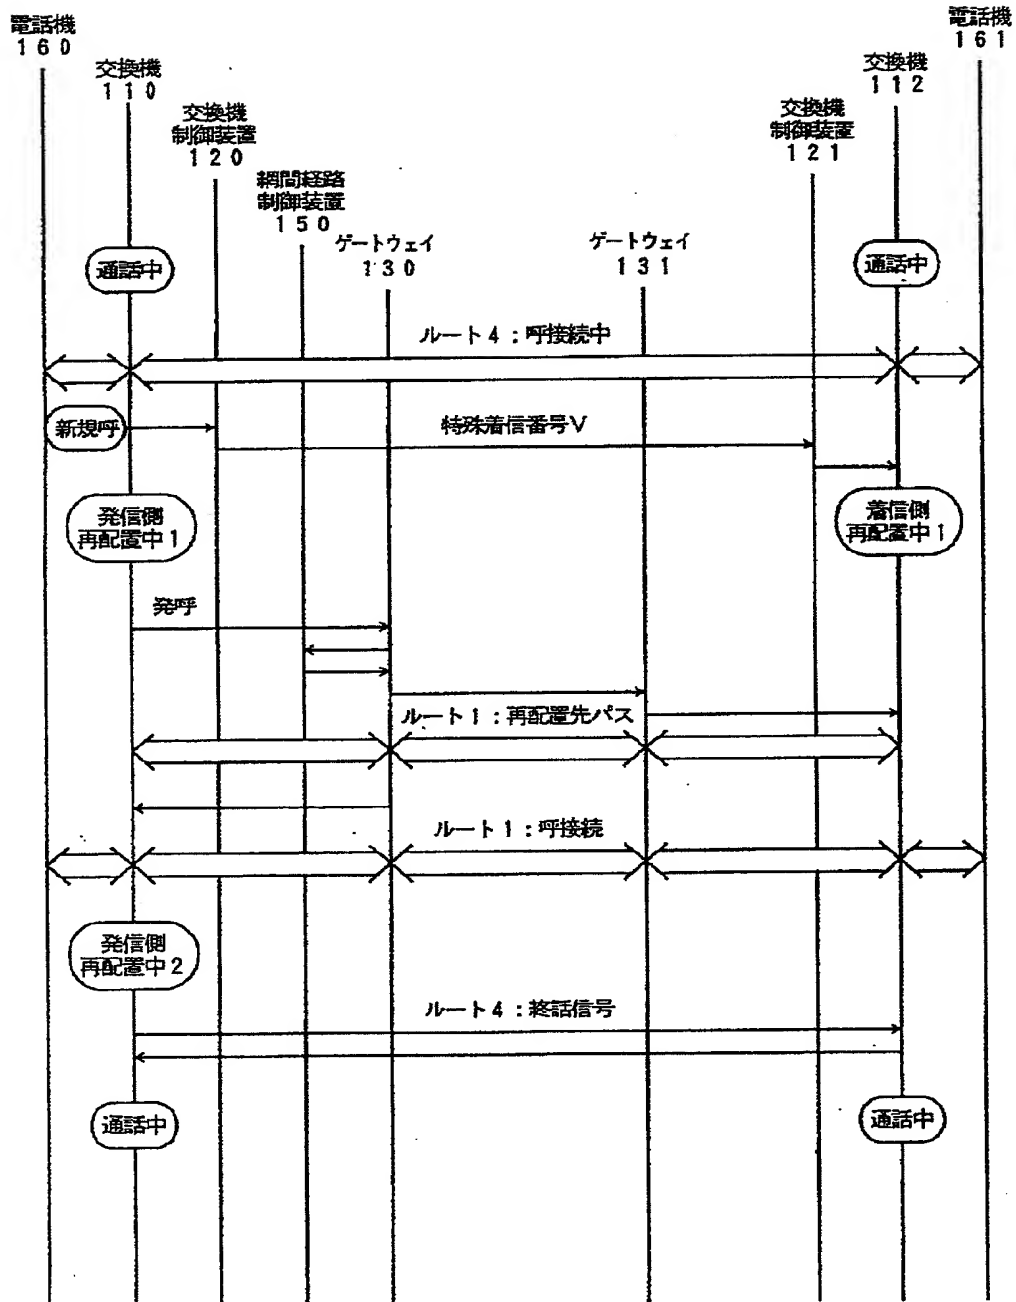 電話機
160
交換機
110
交換機
制御装置
120
網間経路
制御装置
150
ゲートウェイ
130
ゲートウェイ
131
交換機
制御装置
121
交換機
112
電話機
161
通話中
通話中
ルート4:呼接続中
新規呼
特殊着信番号V
発信側
再配置中1
着信側
再配置中1
発呼
ルート1:再配置先パス
ルート1:呼接続
発信側
再配置中2
ルート4:終話信号
通話中
通話中